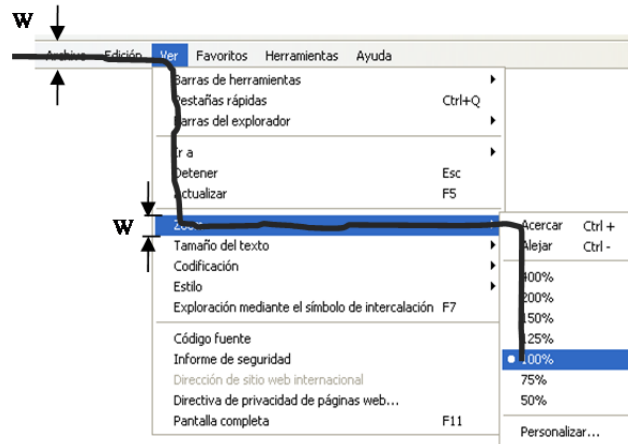 W
Archivo Edición Ver Favoritos Herramientas Ayuda
Barras de herramientas
Pestañas rápidas Ctrl+Q
Barras del explorador
Ir a
Detener Esc
Actualizar F5
W Zoom
Acercar Ctrl +
Tamaño del texto
Alejar Ctrl -
Codificación
400%
Estilo
200%
Exploración mediante el símbolo de intercalación F7
150%
125%
Código fuente
Informe de seguridad
100%
Dirección de sitio web internacional
75%
Directiva de privacidad de páginas web...
50%
Pantalla completa F11
Personalizar...